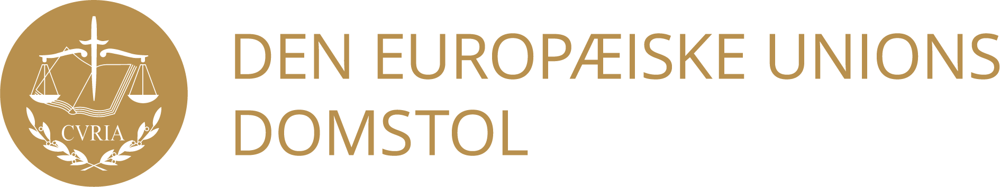 CVRIA
DEN EUROPÆISKE UNIONS
DOMSTOL